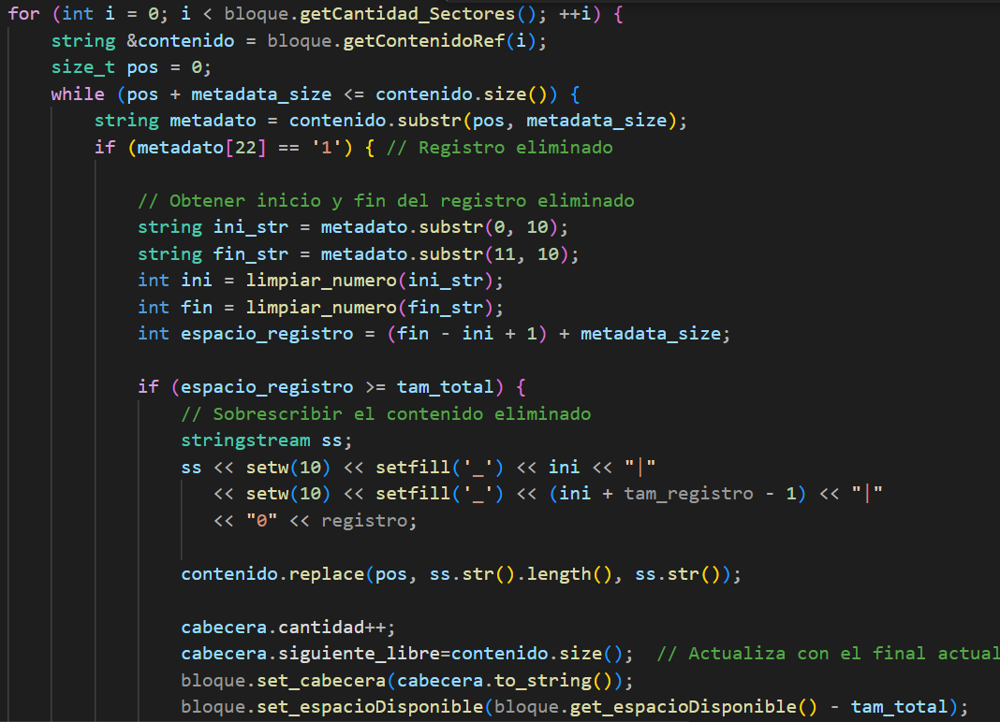 for (int i = 0; i < bloque.getCantidad_Sectores(); ++i) {
string &contenido = bloque.getContenidoRef(i);
size_t pos = 0;
while (pos + metadata_size <= contenido.size()) {
string metadato = contenido.substr(pos, metadata_size);
if (metadato[22] == '1') { // Registro eliminado
// Obtener inicio y fin del registro eliminado
string ini_str = metadato.substr(0, 10);
string fin_str = metadato.substr(11, 10);
int ini = limpiar_numero(ini_str);
int fin = limpiar_numero(fin_str);
int espacio_registro = (fin - ini + 1) + metadata_size;
if (espacio_registro >= tam_total) {
// Sobrescribir el contenido eliminado
stringstream ss;
ss << setw(10) << setfill('_') << ini << "|"
<< setw(10) << setfill('_') << (ini + tam_registro - 1) << "|"
<< "0" << registro;
contenido.replace(pos, ss.str().length(), ss.str());
cabecera.cantidad++;
cabecera.siguiente_libre=contenido.size(); // Actualiza con el final actual
bloque.set_cabecera(cabecera.to_string());
bloque.set_espacioDisponible(bloque.get_espacioDisponible() - tam_total);